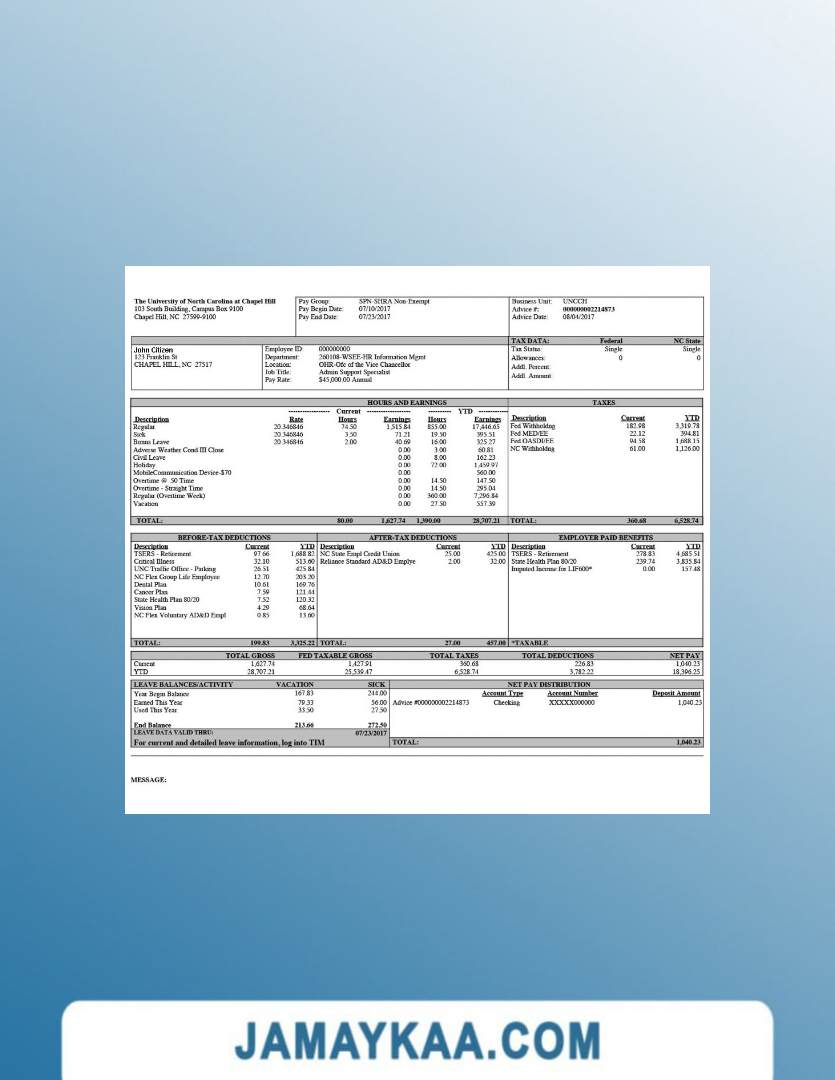 The University of North Carolina at Chapel Hill
103 South Building, Campus Box 9100
Chapel Hill, NC 27599-9100
Pay Group: SPN-SHRA Non-Exempt
Pay Begin Date: 07/10/2017
Pay End Date: 07/23/2017
Business Unit: UNCCH
Advice #: 000000002214873
Advice Date: 08/04/2017
John Citizen
123 Franklin St
CHAPEL HILL, NC 27517
Employee ID: 000000000
Department: 260108-WSEE-HR Information Mgmt
Location: OHR-Ofc of the Vice Chancellor
Job Title: Admin Support Specialist
Pay Rate: $45,000.00 Annual
TAX DATA: Federal NC State
Tax Status: Single Single
Allowances: 0 0
Addl. Percent
Addl. Amount
HOURS AND EARNINGS
Current YTD
Description Rate Hours Earnings Hours Earnings
Regular 20.346846 74.50 1,515.84 855.00 17,446.65
Sick 20.346846 3.50 71.21 19.50 395.51
Bonus Leave 20.346846 2.00 40.69 16.00 325.27
Adverse Weather Cond III Close 0.00 3.00 60.81
Civil Leave 0.00 8.00 162.23
Holiday 0.00 72.00 1,459.97
MobileCommunication Device-$70 0.00 560.00
Overtime @ .50 Time 0.00 14.50 147.50
Overtime - Straight Time 0.00 14.50 295.04
Regular (Overtime Week) 0.00 360.00 7,296.84
Vacation 0.00 27.50 557.39
TOTAL: 80.00 1,627.74 1,390.00 28,707.21
TAXES
Description Current YTD
Fed Withholdng 182.98 3,319.78
Fed MED/EE 22.12 394.81
Fed OASDI/EE 94.58 1,688.15
NC Withholdng 61.00 1,126.00
TOTAL: 360.68 6,528.74
BEFORE-TAX DEDUCTIONS
Description Current YTD
TSERS - Retirement 97.66 1,688.82
Critical Illness 32.10 513.60
UNC Traffic Office - Parking 26.51 425.84
NC Flex Group Life Employee 12.70 203.20
Dental Plan 10.61 169.76
Cancer Plan 7.59 121.44
State Health Plan 80/20 7.52 120.32
Vision Plan 4.29 68.64
NC Flex Voluntary AD&D Empl 0.85 13.60
TOTAL: 199.83 3,325.22
AFTER-TAX DEDUCTIONS
Description Current YTD
NC State Empl Credit Union 25.00 425.00
Reliance Standard AD&D Emplye 2.00 32.00
TOTAL: 27.00 457.00
EMPLOYER PAID BENEFITS
Description Current YTD
TSERS - Retirement 278.83 4,685.51
State Health Plan 80/20 239.74 3,835.84
Imputed Income for LIF600* 0.00 157.48
*TAXABLE
TOTAL GROSS FED TAXABLE GROSS TOTAL TAXES TOTAL DEDUCTIONS NET PAY
Current 1,627.74 1,427.91 360.68 226.83 1,040.23
YTD 28,707.21 25,539.47 6,528.74 3,782.22 18,396.25
LEAVE BALANCES/ACTIVITY VACATION SICK
Year Begin Balance 167.83 244.00
Earned This Year 79.33 56.00
Used This Year 33.50 27.50
End Balance 213.66 272.50
LEAVE DATA VALID THRU: 07/23/2017
For current and detailed leave information, log into TIM
NET PAY DISTRIBUTION
Account Type Account Number Deposit Amount
Advice #000000002214873 Checking XXXXX000000 1,040.23
TOTAL: 1,040.23
MESSAGE:
JAMAYKAA.COM